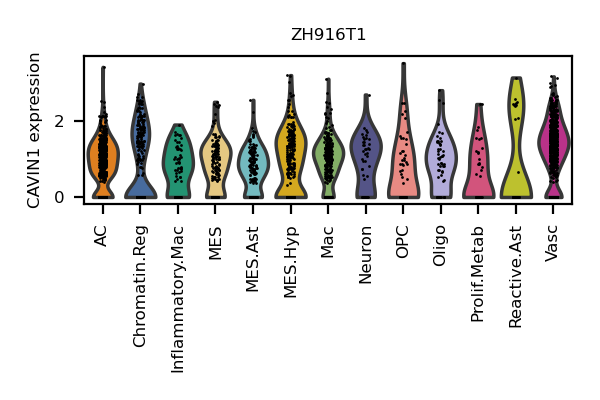 ZH916T1
CAVIN1 expression
2
0
AC
Chromatin.Reg
Inflammatory.Mac
MES
MES.Ast
MES.Hyp
Mac
Neuron
OPC
Oligo
Prolif.Metab
Reactive.Ast
Vasc